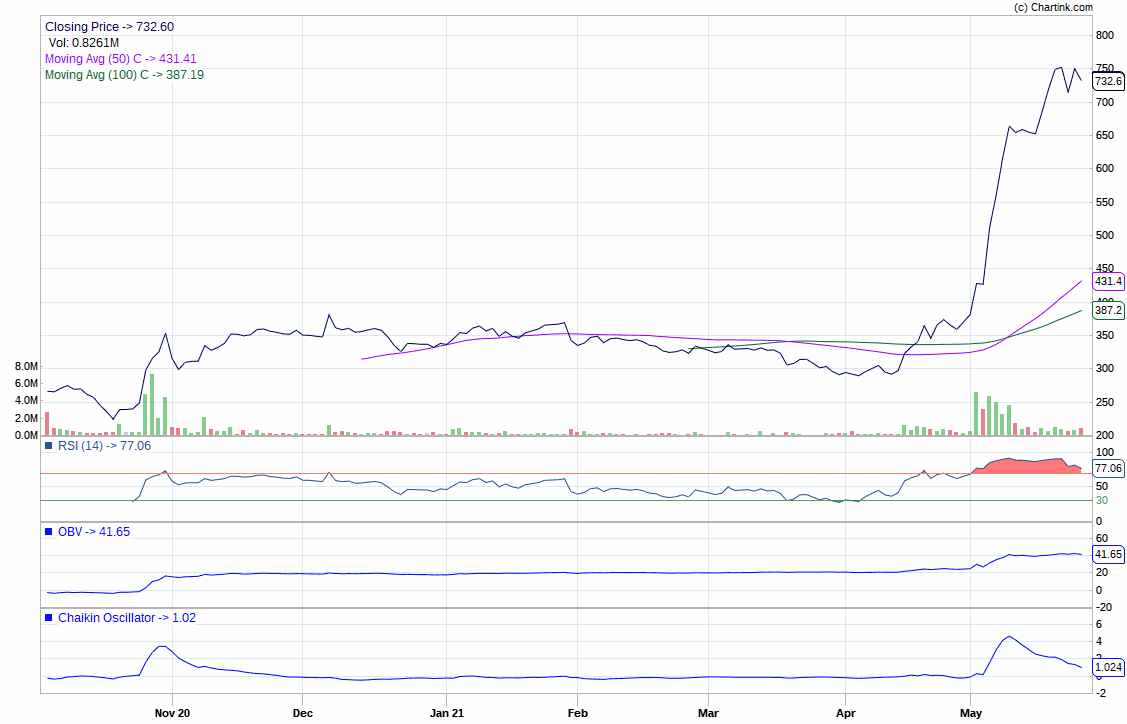 (c) Chartink.com
Closing Price -> 732.60
Vol: 0.8261M
Moving Avg (50) C -> 431.41
Moving Avg (100) C -> 387.19
800
750
732.6
700
650
600
550
500
450
431.4
400
387.2
350
300
250
200
8.0M
6.0M
4.0M
2.0M
0.0M
RSI (14) -> 77.06
100
77.06
50
30
0
OBV -> 41.65
60
41.65
20
0
-20
Chaikin Oscillator -> 1.02
6
4
2
1.024
0
-2
Nov 20 Dec Jan 21 Feb Mar Apr May